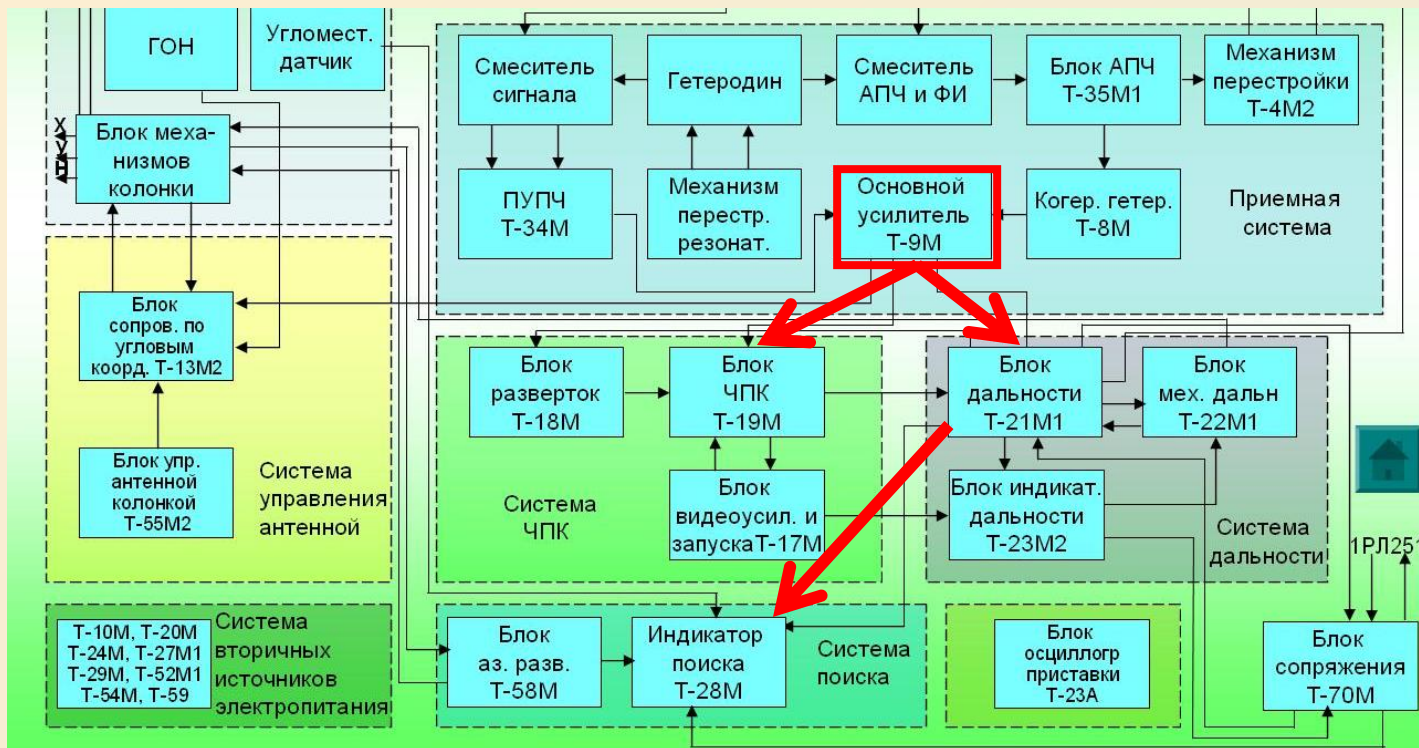 ГОН
Угломест.
датчик
Смеситель
сигнала
Гетеродин
Смеситель
АПЧ и ФИ
Блок АПЧ
Т-35М1
Механизм
перестройки
Т-4М2
Х
У
Н
Блок меха-
низмов
колонки
ПУПЧ
Т-34М
Механизм
перестр.
резонат.
Основной
усилитель
Т-9М
Когер. гетер.
Т-8М
Приемная
система
Блок
сопров. по
угловым
коорд. Т-13М2
Блок упр.
антенной
колонкой
Т-55М2
Система
управления
антенной
Блок
разверток
Т-18М
Блок
ЧПК
Т-19М
Система
ЧПК
Блок
видеоусил. и
запускаТ-17М
Блок
дальности
Т-21М1
Блок
мех. дальн
Т-22М1
Блок индикат.
дальности
Т-23М2
Система
дальности
1РЛ251
Т-10М, Т-20М
Т-24М, Т-27М1
Т-29М, Т-52М1
Т-54М, Т-59
Система
вторичных
источников
электропитания
Блок
аз. разв.
Т-58М
Индикатор
поиска
Т-28М
Система
поиска
Блок
осциллогр
приставки
Т-23А
Блок
сопряжения
Т-70М